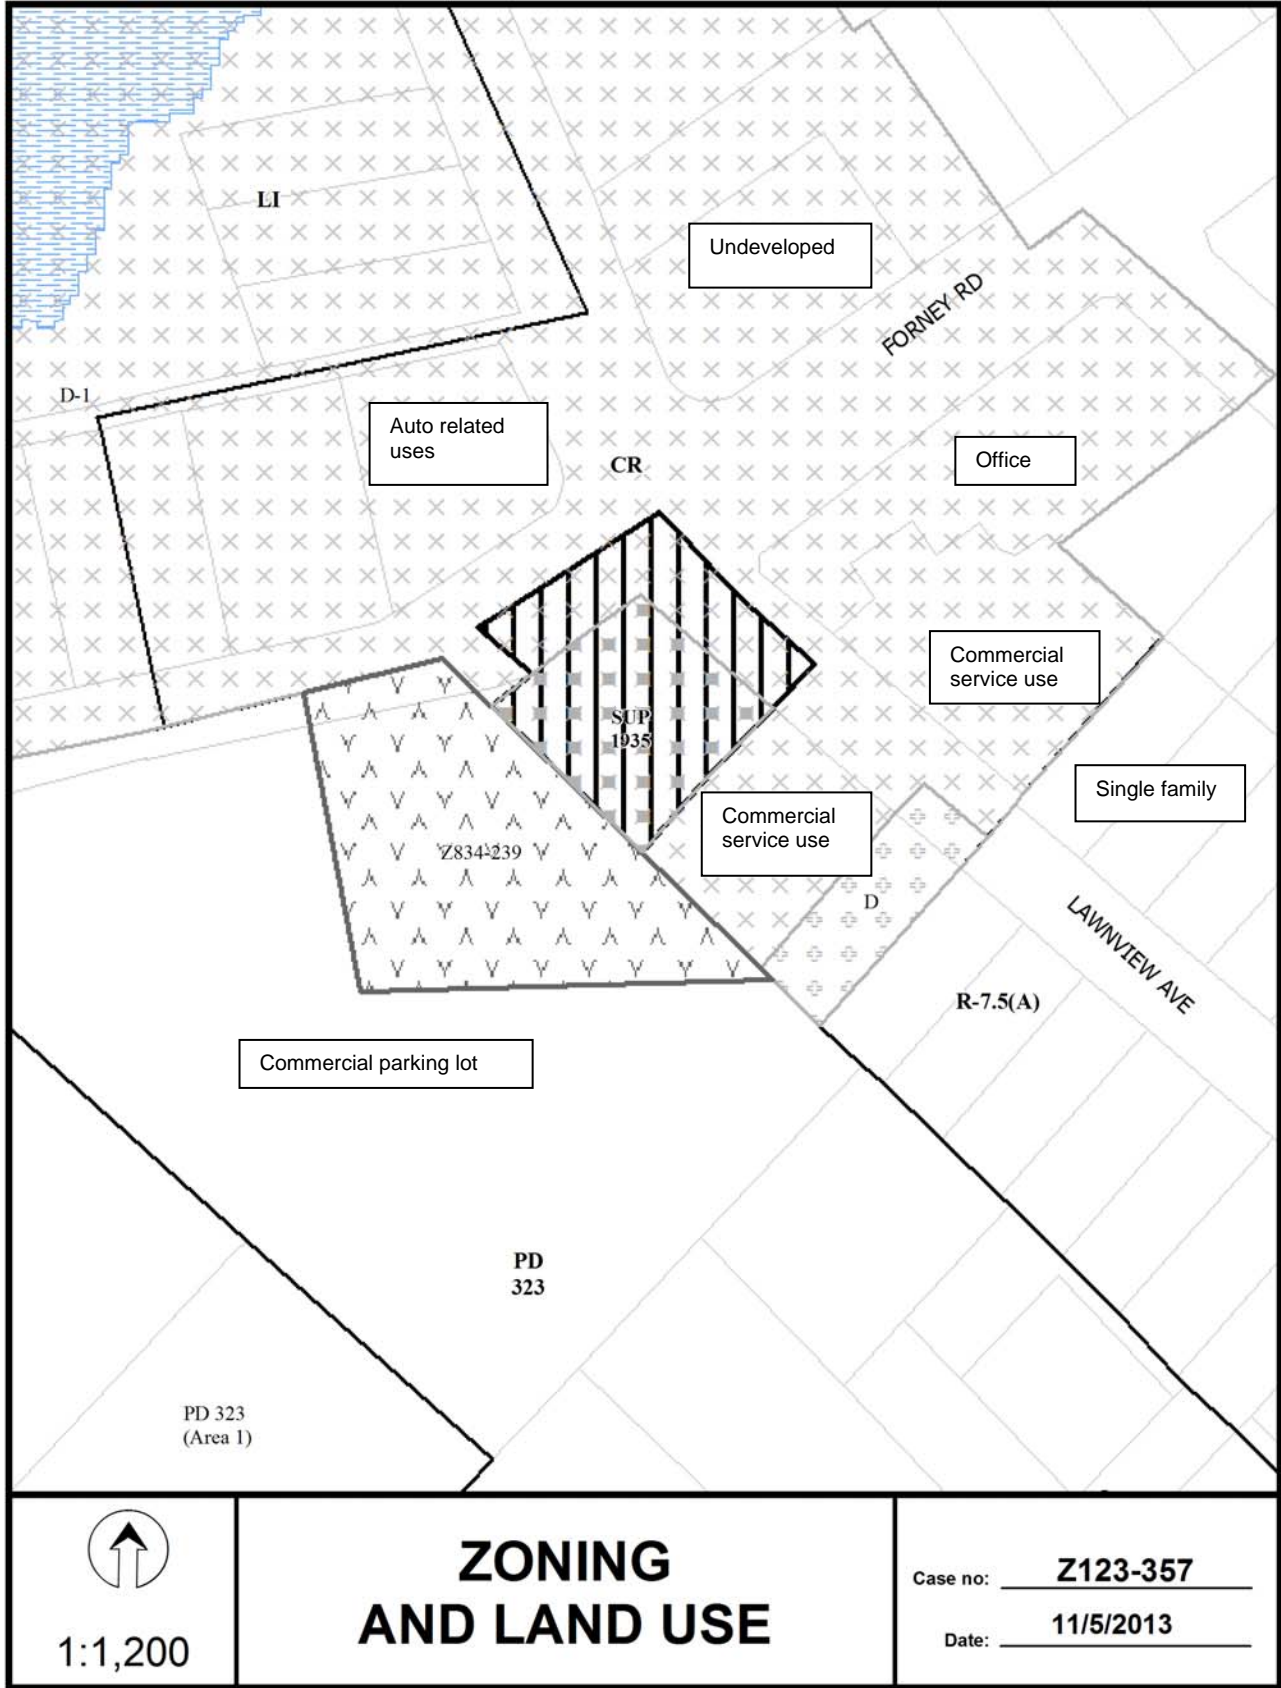 LI
Undeveloped
FORNEY RD
D-1
Auto related
uses
CR
Office
Commercial
service use
SUP
1935
Single family
Commercial
service use
Z834-239
D
LAWNVIEW AVE
R-7.5(A)
Commercial parking lot
PD
323
PD 323
(Area 1)
1:1,200
ZONING
AND LAND USE
Case no: Z123-357
Date: 11/5/2013